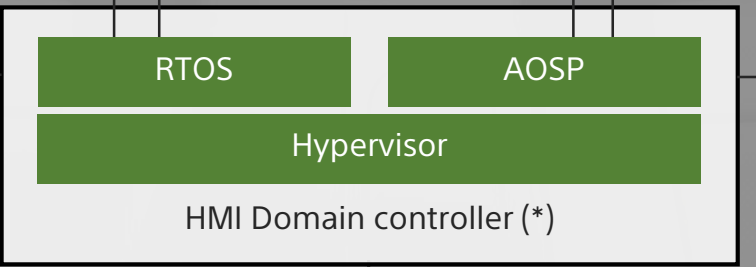 RTOS
AOSP
Hypervisor
HMI Domain controller (*)